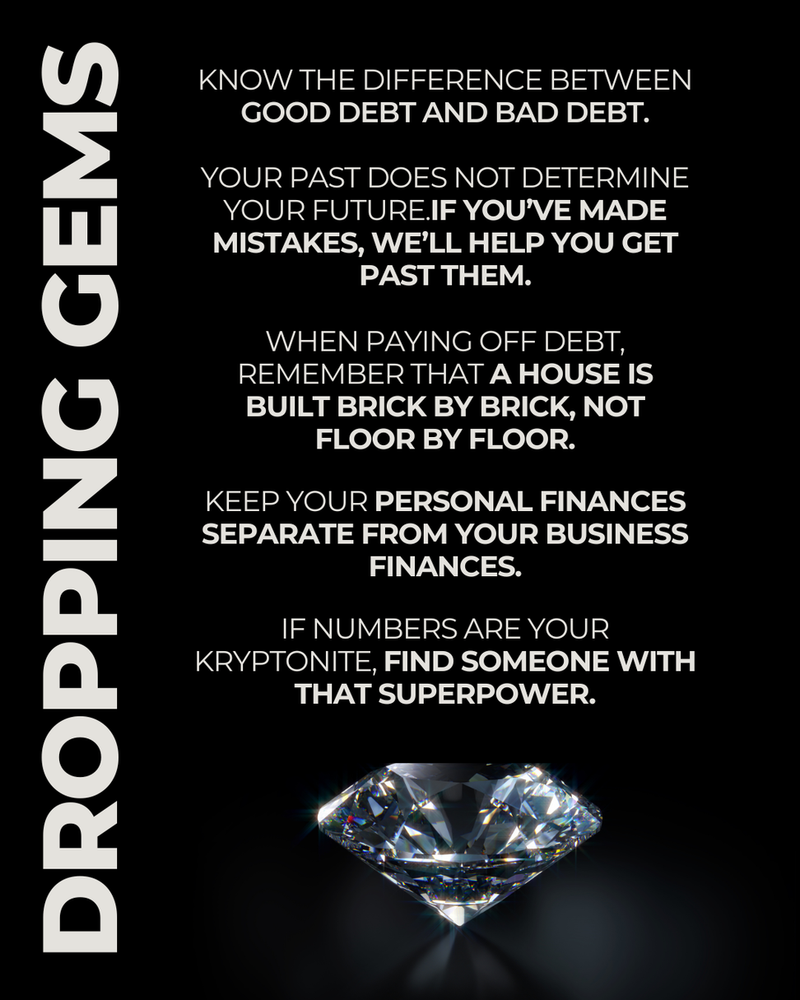 DROPPING GEMS
KNOW THE DIFFERENCE BETWEEN
GOOD DEBT AND BAD DEBT.
YOUR PAST DOES NOT DETERMINE
YOUR FUTURE.IF YOU’VE MADE
MISTAKES, WE’LL HELP YOU GET
PAST THEM.
WHEN PAYING OFF DEBT,
REMEMBER THAT A HOUSE IS
BUILT BRICK BY BRICK, NOT
FLOOR BY FLOOR.
KEEP YOUR PERSONAL FINANCES
SEPARATE FROM YOUR BUSINESS
FINANCES.
IF NUMBERS ARE YOUR
KRYPTONITE, FIND SOMEONE WITH
THAT SUPERPOWER.